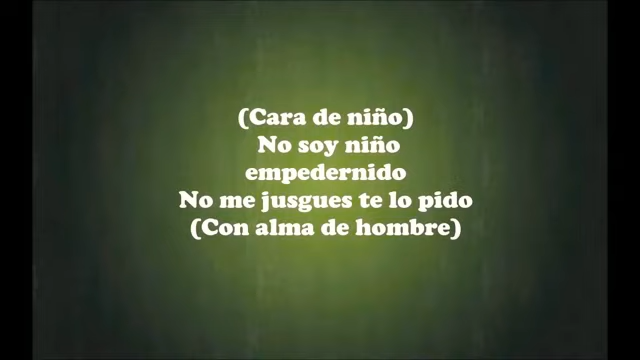 (Cara de niño)
No soy niño
empedernido
No me jusgues te lo pido
(Con alma de hombre)